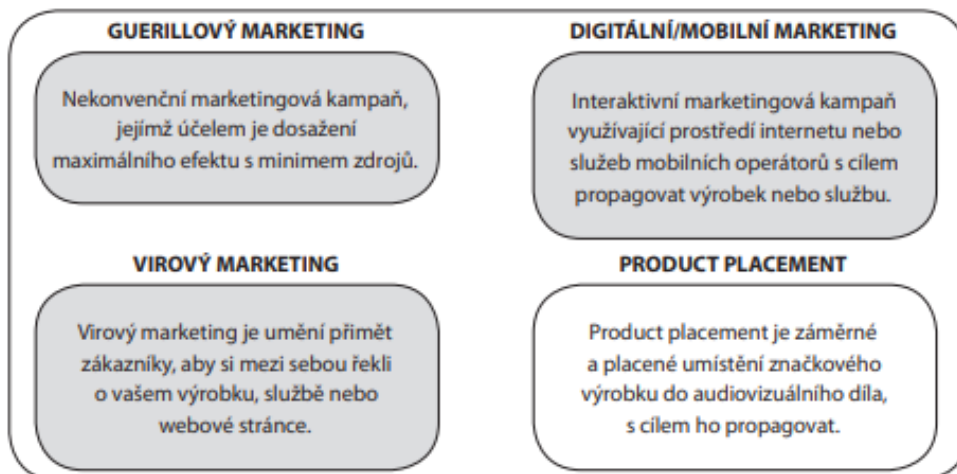 GUERILLOVÝ MARKETING
Nekonvenční marketingová kampaň,
jejímž účelem je dosažení
maximálního efektu s minimem zdrojů.
DIGITÁLNÍ/MOBILNÍ MARKETING
Interaktivní marketingová kampaň
využívající prostředí internetu nebo
služeb mobilních operátorů s cílem
propagovat výrobek nebo službu.
VIROVÝ MARKETING
Virový marketing je umění přimět
zákazníky, aby si mezi sebou řekli
o vašem výrobku, službě nebo
webové stránce.
PRODUCT PLACEMENT
Product placement je záměrné
a placené umístění značkového
výrobku do audiovizuálního díla,
s cílem ho propagovat.